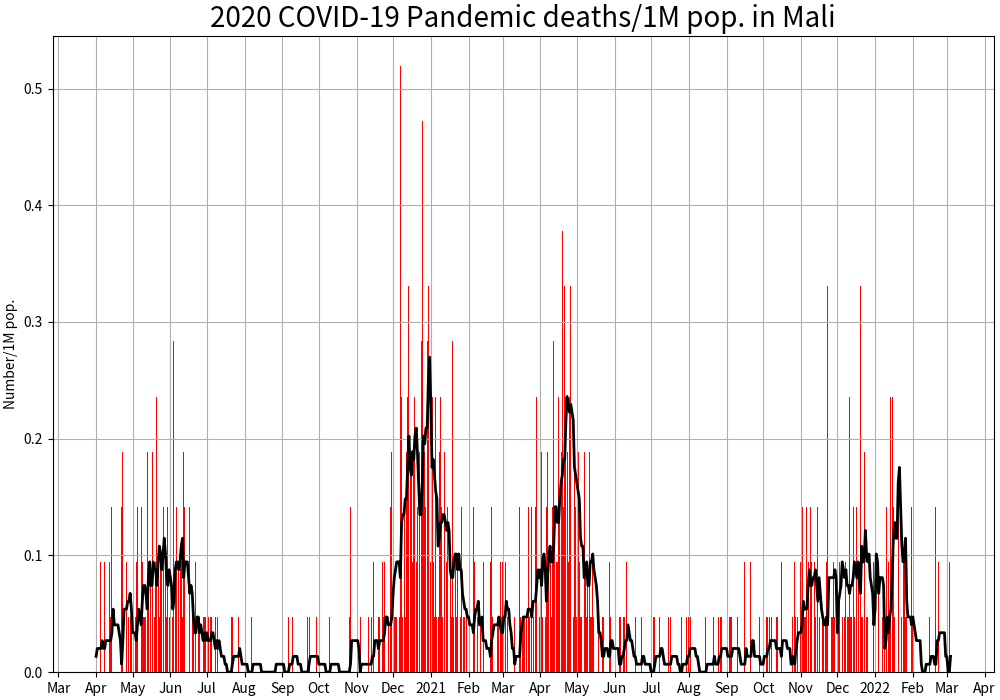 2020 COVID-19 Pandemic deaths/1M pop. in Mali
Number/1M pop.
0.5
0.4
0.3
0.2
0.1
0.0
Mar Apr May Jun Jul Aug Sep Oct Nov Dec 2021 Feb Mar Apr May Jun Jul Aug Sep Oct Nov Dec 2022 Feb Mar Apr